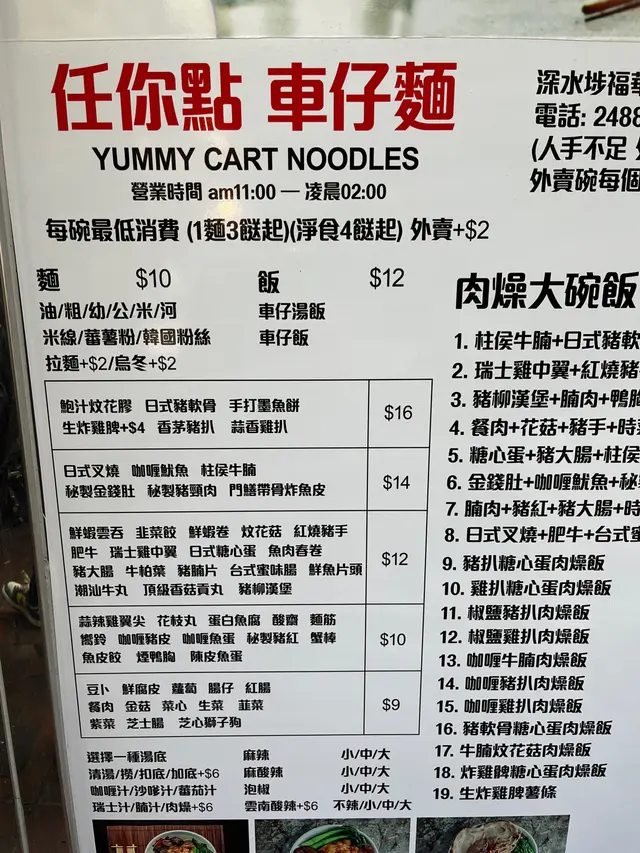 任你點 車仔麵
YUMMY CART NOODLES
營業時間 am11:00 — 凌晨02:00
每碗最低消費 (1麵3餸起)(淨食4餸起) 外賣+$2
深水埗福華
電話: 2488
(人手不足
外賣碗每個
麵 $10 飯 $12
油/粗/幼/公/米/河 車仔湯飯
米線/蕃薯粉/韓國粉絲 車仔飯
拉麵+$2/烏冬+$2
鮑汁炆花膠 日式豬軟骨 手打墨魚餅
生炸雞脾+$4 香茅豬扒 蒜香雞扒
$16
日式叉燒 咖喱魷魚 柱侯牛腩
秘製金錢肚 秘製豬頸肉 門鱔帶骨炸魚皮
$14
鮮蝦雲吞 韭菜餃 鮮蝦卷 炆花菇 紅燒豬手
肥牛 瑞士雞中翼 日式糖心蛋 魚肉春卷
豬大腸 牛柏葉 豬腩片 台式蜜味腸 鮮魚片頭
潮汕牛丸 頂級香菇貢丸 豬柳漢堡
$12
蒜辣雞翼尖 花枝丸 蛋白魚腐 酸齋 麵筋
嚮鈴 咖喱豬皮 咖喱魚蛋 秘製豬紅 蟹棒
魚皮餃 煙鴨胸 陳皮魚蛋
$10
豆卜 鮮腐皮 蘿蔔 腸仔 紅腸
餐肉 金菇 菜心 生菜 韮菜
紫菜 芝士腸 芝心獅子狗
$9
選擇一種湯底 麻辣 小/中/大
清湯/撈/扣底/加底+$6 麻酸辣 小/中/大
咖喱汁/沙嗲汁/蕃茄汁 泡椒 小/中/大
瑞士汁/腩汁/肉燥+$6 雲南酸辣+$6 不辣/小/中/大
肉燥大碗飯
1. 柱侯牛腩+日式豬軟
2. 瑞士雞中翼+紅燒豬
3. 豬柳漢堡+腩肉+鴨胸
4. 餐肉+花菇+豬手+時
5. 糖心蛋+豬大腸+柱侯
6. 金錢肚+咖喱魷魚+秘
7. 腩肉+豬紅+豬大腸+時
8. 日式叉燒+肥牛+台式蜜
9. 豬扒糖心蛋肉燥飯
10. 雞扒糖心蛋肉燥飯
11. 椒鹽豬扒肉燥飯
12. 椒鹽雞扒肉燥飯
13. 咖喱牛腩肉燥飯
14. 咖喱豬扒肉燥飯
15. 咖喱雞扒肉燥飯
16. 豬軟骨糖心蛋肉燥飯
17. 牛腩炆花菇肉燥飯
18. 炸雞髀糖心蛋肉燥飯
19. 生炸雞脾薯條